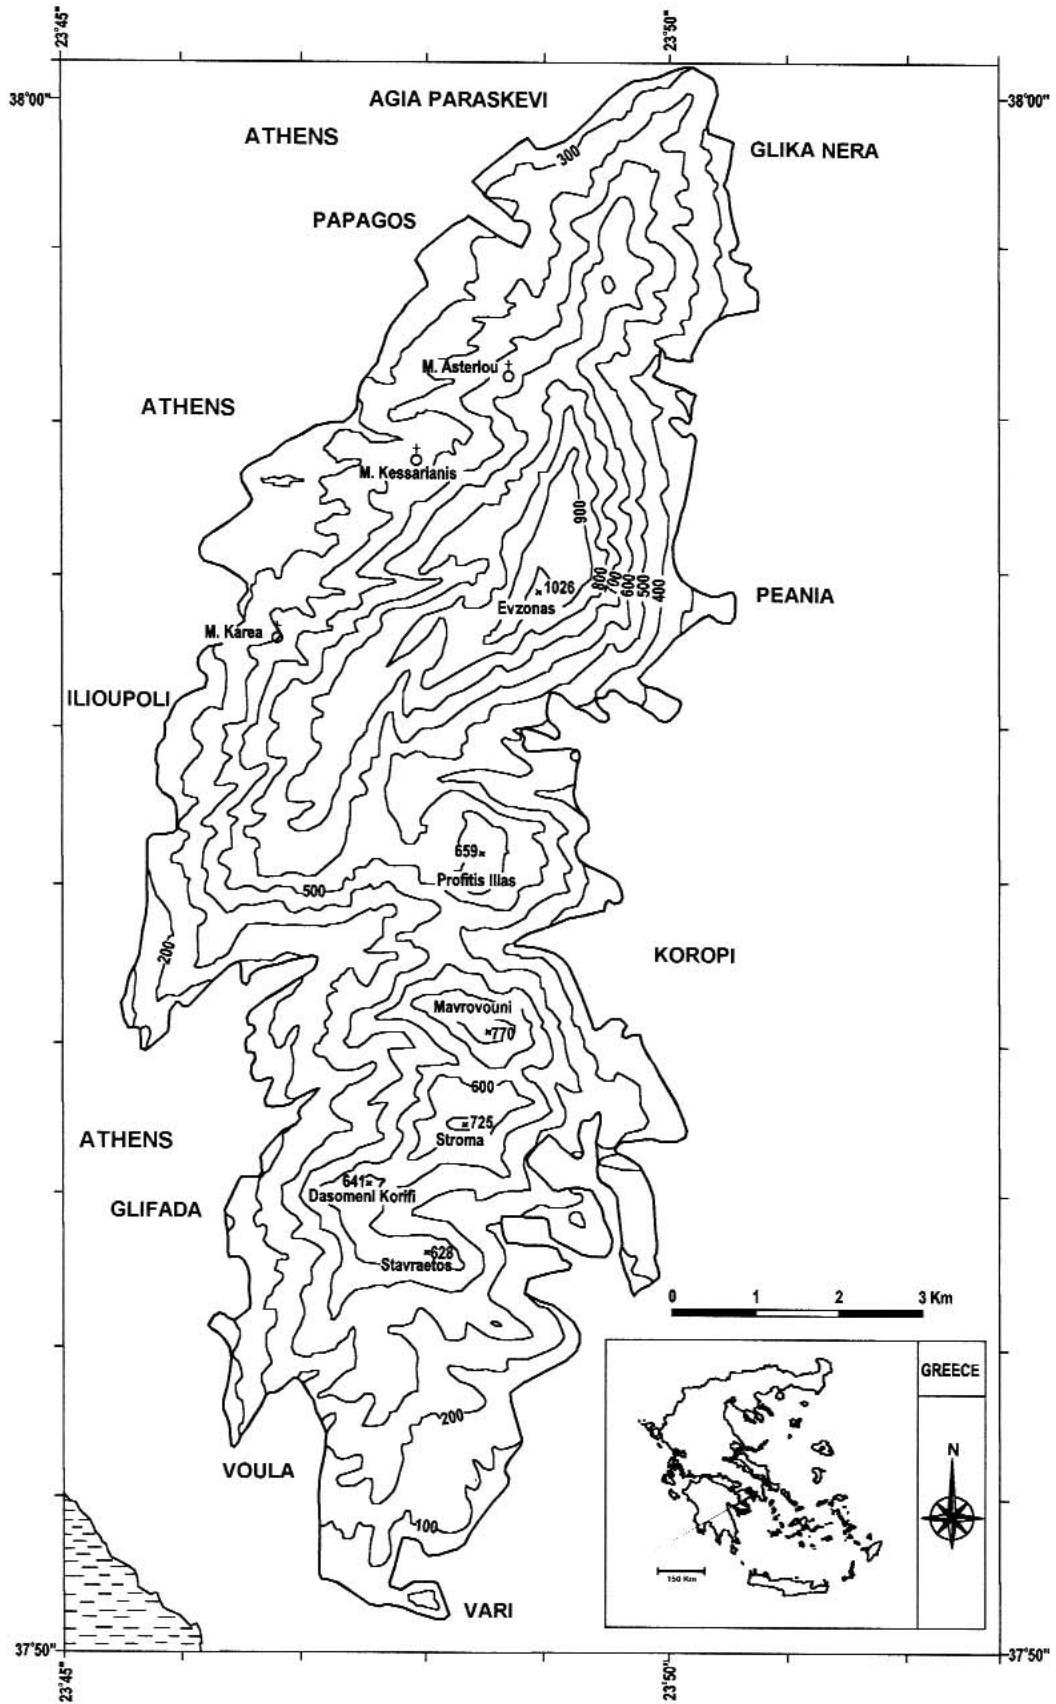 23°45"
23°50"
38°00"
38°00"
AGIA PARASKEVI
ATHENS
300
GLIKA NERA
PAPAGOS
M. Asteriou
ATHENS
M. Kessarianis
900
800
700
600
500
400
1026
Evzonas
PEANIA
M. Karea
ILIOUPOLI
659
Profitis Ilias
500
200
KOROPI
Mavrovouni
770
600
725
Stroma
ATHENS
641
Dasomeni Korifi
GLIFADA
628
Stavraetos
0 1 2 3 Km
GREECE
200
N
VOULA
100
150 Km
VARI
37°50"
37°50"
23°45"
23°50"